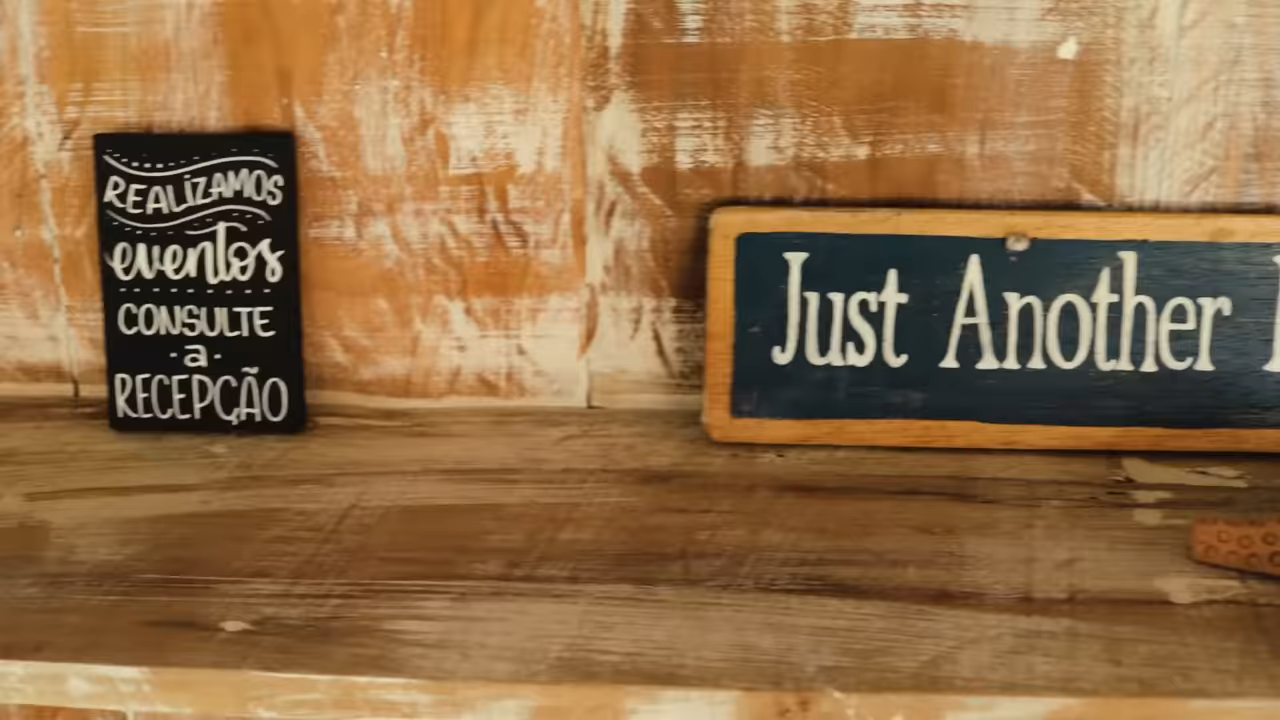 REALIZAMOS
eventos
CONSULTE
a
RECEPÇÃO
Just Another